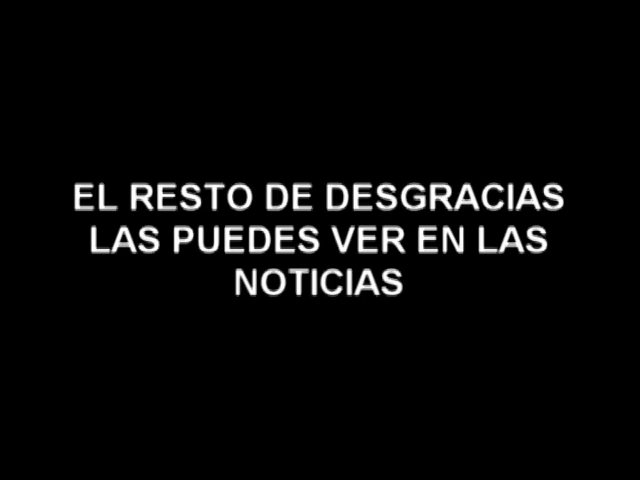 EL RESTO DE DESGRACIAS
LAS PUEDES VER EN LAS
NOTICIAS